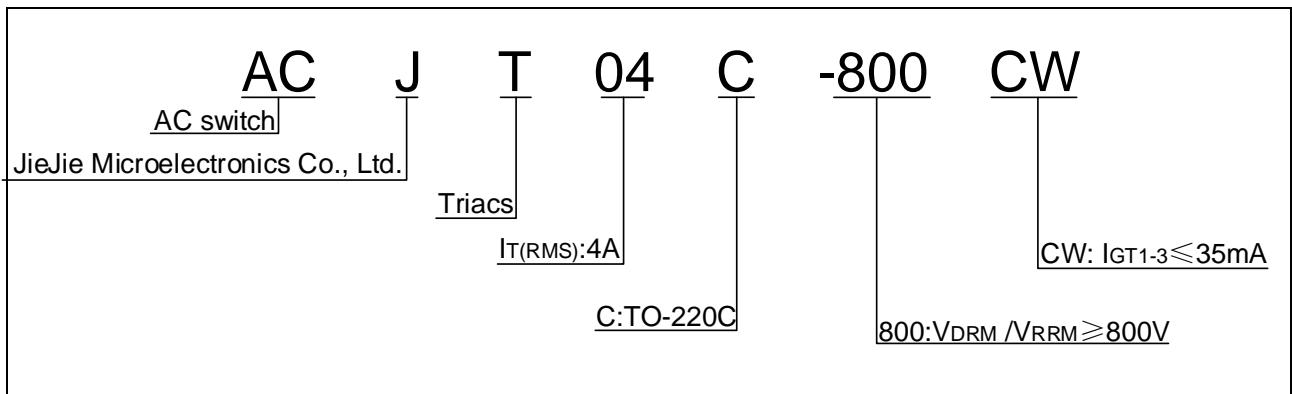 AC J T 04 C -800 CW
AC switch
JieJie Microelectronics Co., Ltd.
Triacs
IT(RMS):4A
CW: IGT1-3≤35mA
C:TO-220C
800:VDRM /VRRM≥800V